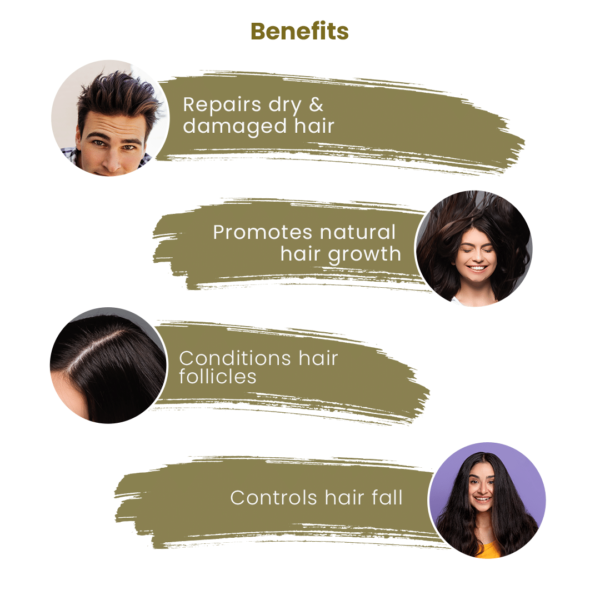 Benefits
Repairs dry &
damaged hair
Promotes natural
hair growth
Conditions hair
follicles
Controls hair fall